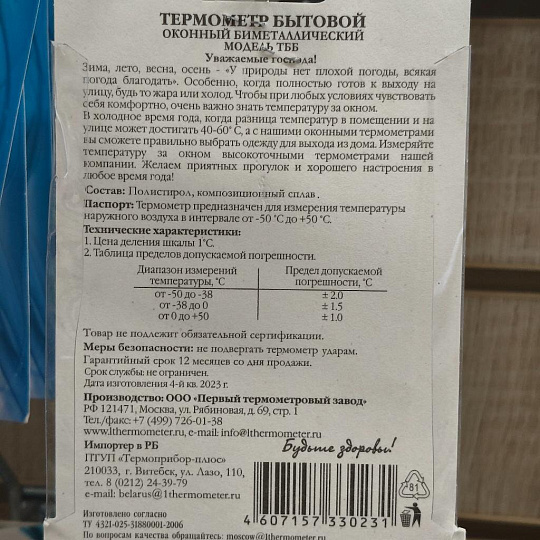 ТЕРМОМЕТР БЫТОВОЙ
ОКОННЫЙ БИМЕТАЛЛИЧЕСКИЙ
МОДЕЛЬ ТББ
Уважаемые господа!
Зима, лето, весна, осень - «У природы нет плохой погоды, всякая
погода благодать». Особенно, когда полностью готов к выходу на
улицу, будь то жара или холод. Чтобы при любых условиях чувствовать
себя комфортно, очень важно знать температуру за окном.
В холодное время года, когда разница температур в помещении и на
улице может достигать 40-60°С, а с нашими оконными термометрами
вы сможете правильно выбрать одежду для выхода из дома. Измеряйте
температуру за окном высокоточными термометрами нашей
компании. Желаем приятных прогулок и хорошего настроения в
любое время года!
Состав: Полистирол, композиционный сплав.
Паспорт: Термометр предназначен для измерения температуры
наружного воздуха в интервале от -50 °С до +50 °С.
Технические характеристики:
1. Цена деления шкалы 1°С.
2. Таблица пределов допускаемой погрешности.
Диапазон измерений Предел допускаемой
температуры, °С погрешности, °С
от -50 до -38 ± 2.0
от -38 до 0 ± 1.5
от 0 до +50 ± 1.0
Товар не подлежит обязательной сертификации.
Меры безопасности: не подвергать термометр ударам.
Гарантийный срок 12 месяцев со дня продажи.
Срок службы: не ограничен.
Дата изготовления 4-й кв. 2023 г.
Производство: ООО «Первый термометровый завод»
РФ 121471, Москва, ул. Рябиновая, д. 69, стр. 1
Тел./факс: +7 (499) 726-01-38
www.1thermometer.ru, e-mail: info@1thermometer.ru
Импортер в РБ
Будьте здоровы!
ПТУП «Термоприбор-плюс»
210033, г. Витебск, ул. Лазо, 110,
тел. 8 (0212) 24-39-79
e-mail: belarus@1thermometer.ru
81
Изготовлено согласно
ТУ 4321-025-31880001-2006
4 607157 330231
По вопросам качества обращайтесь: moscow@1thermometer.ru